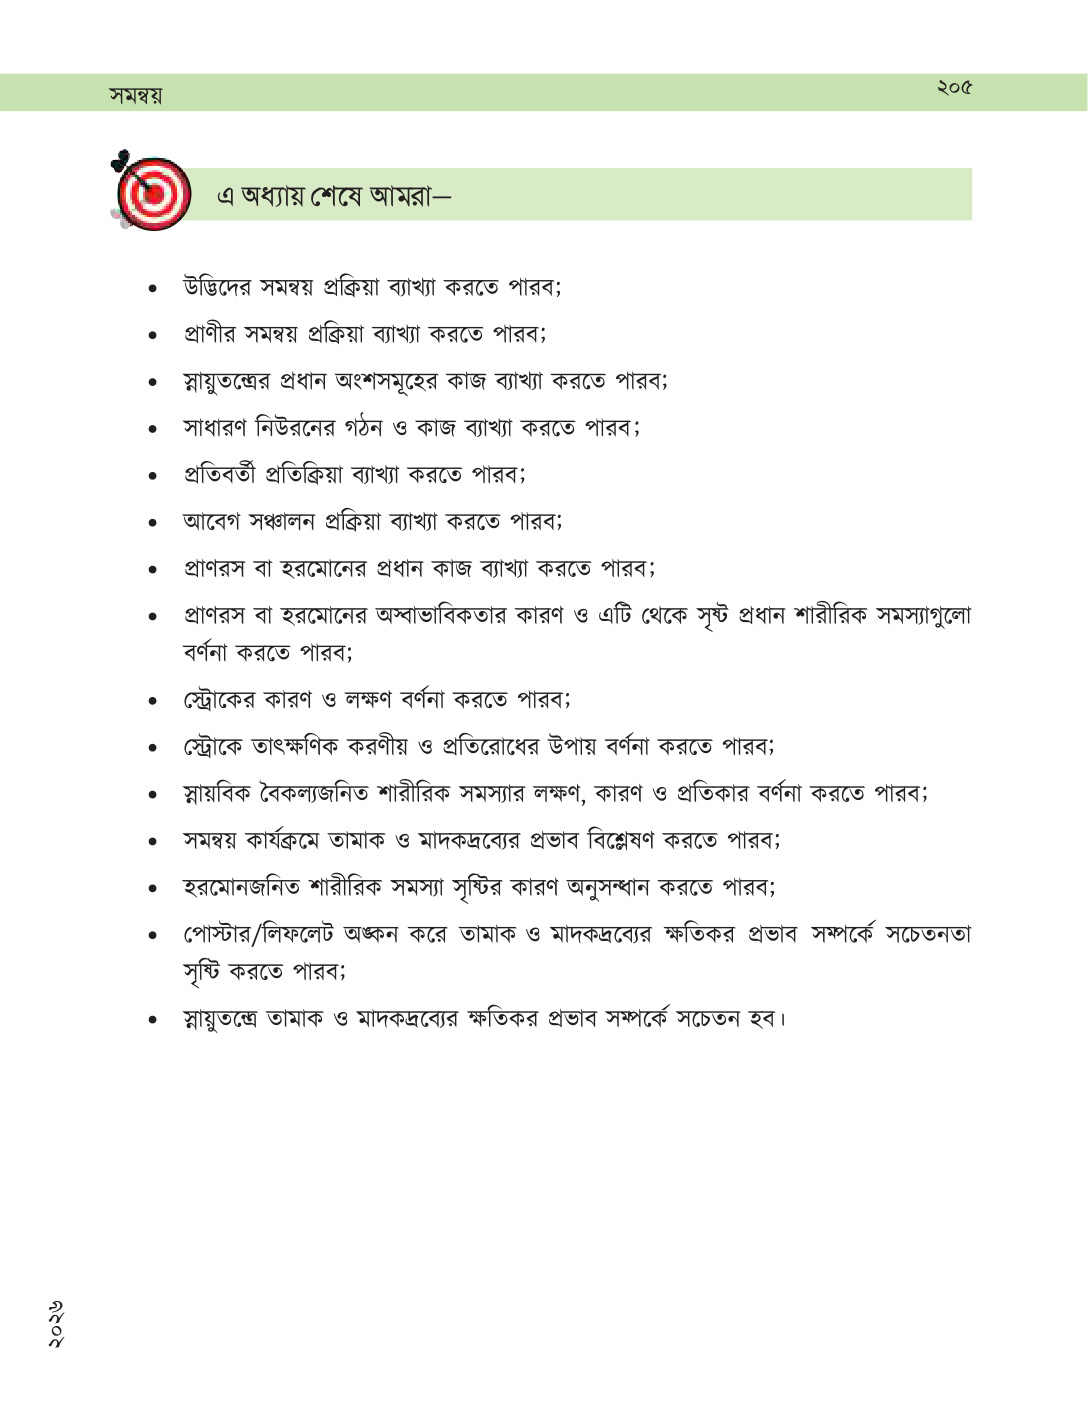 সমন্বয়
২০৫
এ অধ্যায় শেষে আমরা—
• উদ্ভিদের সমন্বয় প্রক্রিয়া ব্যাখ্যা করতে পারব;
• প্রাণীর সমন্বয় প্রক্রিয়া ব্যাখ্যা করতে পারব;
• স্নায়ুতন্ত্রের প্রধান অংশসমূহের কাজ ব্যাখ্যা করতে পারব;
• সাধারণ নিউরনের গঠন ও কাজ ব্যাখ্যা করতে পারব;
• প্রতিবর্তী প্রতিক্রিয়া ব্যাখ্যা করতে পারব;
• আবেগ সঞ্চালন প্রক্রিয়া ব্যাখ্যা করতে পারব;
• প্রাণরস বা হরমোনের প্রধান কাজ ব্যাখ্যা করতে পারব;
• প্রাণরস বা হরমোনের অস্বাভাবিকতার কারণ ও এটি থেকে সৃষ্ট প্রধান শারীরিক সমস্যাগুলো
বর্ণনা করতে পারব;
• স্ট্রোকের কারণ ও লক্ষণ বর্ণনা করতে পারব;
• স্ট্রোকে তাৎক্ষণিক করণীয় ও প্রতিরোধের উপায় বর্ণনা করতে পারব;
• স্নায়বিক বৈকল্যজনিত শারীরিক সমস্যার লক্ষণ, কারণ ও প্রতিকার বর্ণনা করতে পারব;
• সমন্বয় কার্যক্রমে তামাক ও মাদকদ্রব্যের প্রভাব বিশ্লেষণ করতে পারব;
• হরমোনজনিত শারীরিক সমস্যা সৃষ্টির কারণ অনুসন্ধান করতে পারব;
• পোস্টার/লিফলেট অঙ্কন করে তামাক ও মাদকদ্রব্যের ক্ষতিকর প্রভাব সম্পর্কে সচেতনতা
সৃষ্টি করতে পারব;
• স্নায়ুতন্ত্রে তামাক ও মাদকদ্রব্যের ক্ষতিকর প্রভাব সম্পর্কে সচেতন হব।
২০২৬